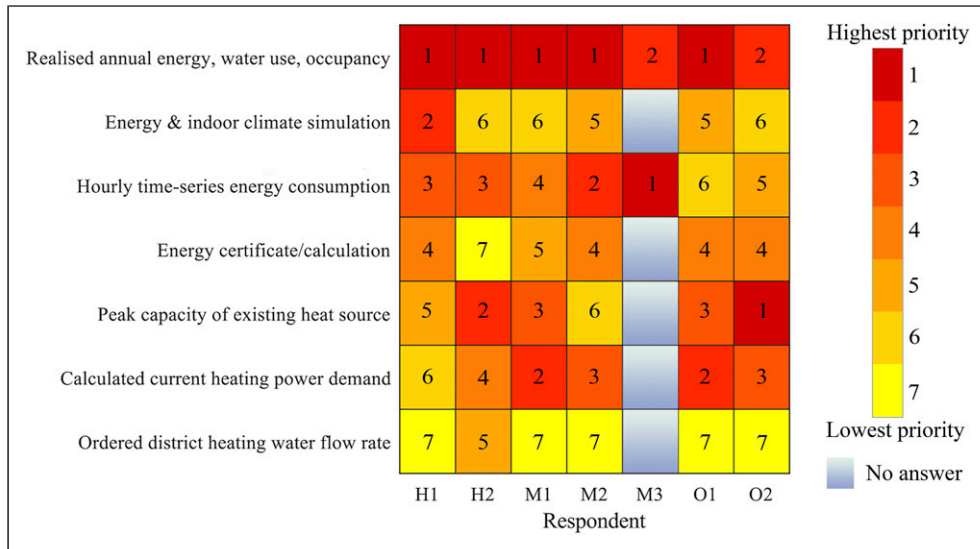 Realised annual energy, water use, occupancy 1 1 1 1 2 1 2
Energy & indoor climate simulation 2 6 6 5 5 6
Hourly time-series energy consumption 3 3 4 2 1 6 5
Energy certificate/calculation 4 7 5 4 4 4
Peak capacity of existing heat source 5 2 3 6 3 1
Calculated current heating power demand 6 4 2 3 2 3
Ordered district heating water flow rate 7 5 7 7 7 7
H1 H2 M1 M2 M3 O1 O2
Respondent
Highest priority
1
2
3
4
5
6
7
Lowest priority
No answer